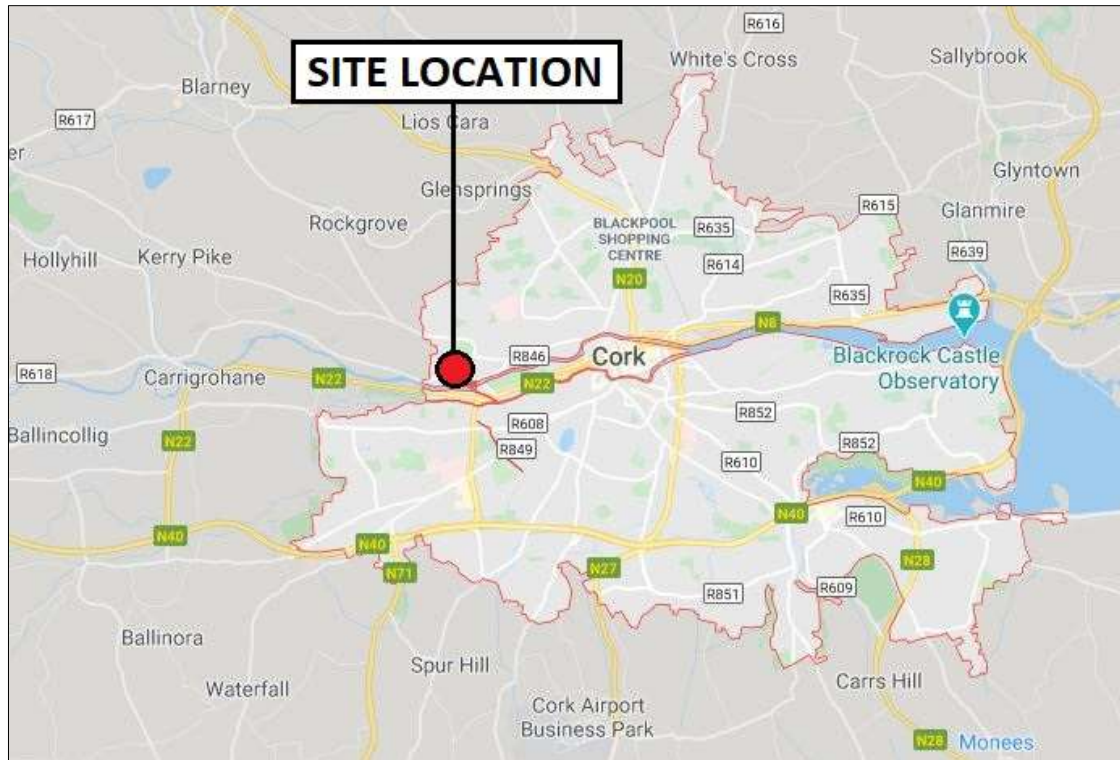 R616
White's Cross
Sallybrook
SITE LOCATION
Blarney
R617
Lios Cara
er
Glyntown
Glensprings
R615
Glanmire
Rockgrove
BLACKPOOL
SHOPPING
CENTRE
R635
R639
Hollyhill
Kerry Pike
R614
N20
R635
N8
R846
Cork
Blackrock Castle
Observatory
R618
Carrigrohane
N22
N22
R852
R608
Ballincollig
N22
R849
R852
R610
N40
N40
R610
N40
N40
N71
N27
N28
R851
R609
Ballinora
Spur Hill
Waterfall
Carrs Hill
Cork Airport
Business Park
N28
Monees